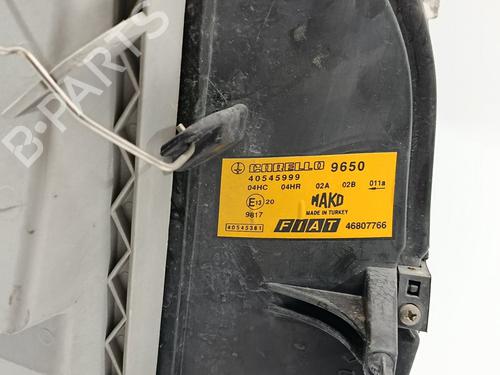 B-PARTS
CARELLO 9650
40545999
04HC 04HR 02A 02B 011a
E13 20
MAKO
MADE IN TURKEY
9817
40545381
FIAT 46807766